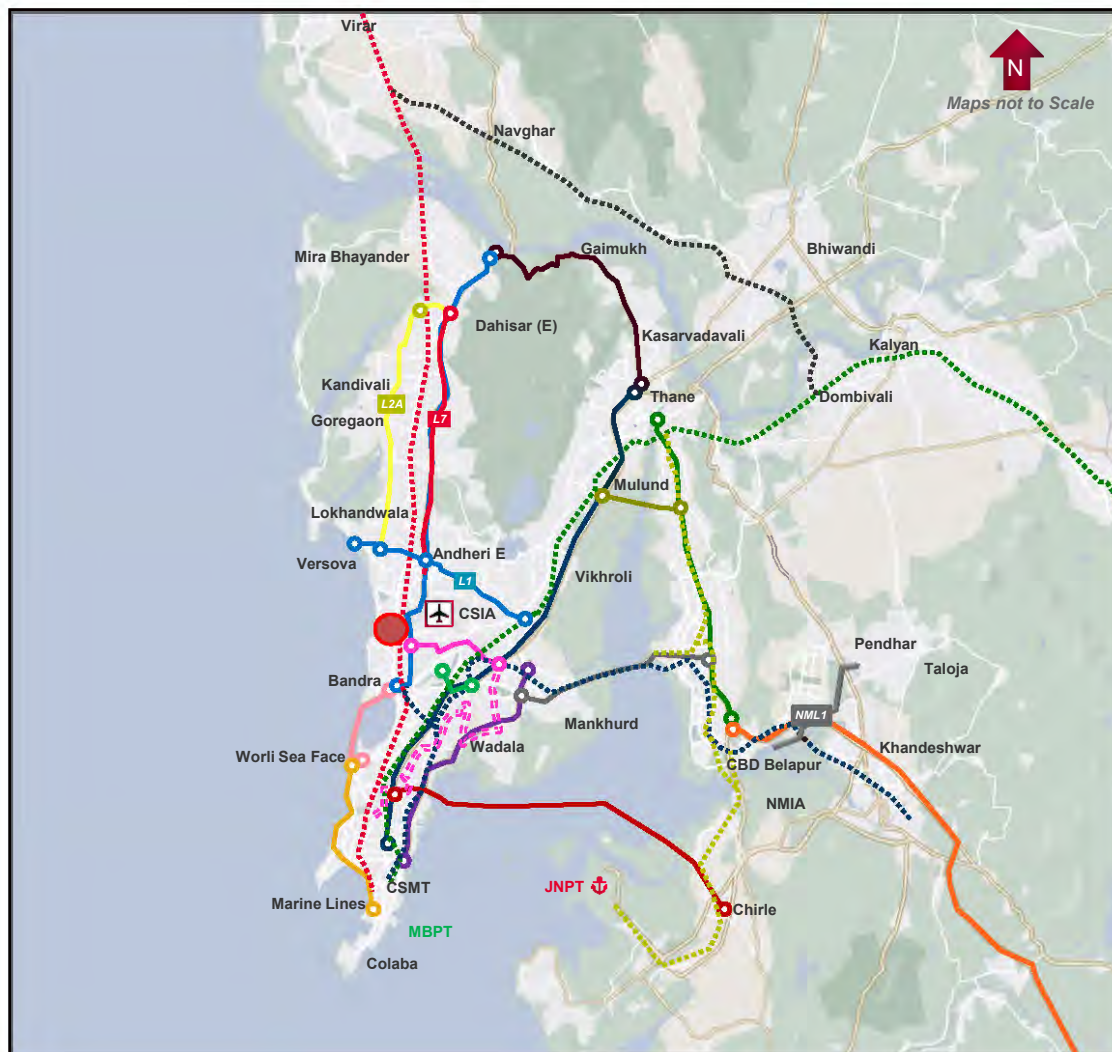 Virar
N
Maps not to Scale
Navghar
Gaimukh
Bhiwandi
Mira Bhayander
Dahisar (E)
Kasarvadavali
Kalyan
Kandivali
Thane
Dombivali
L2A
Goregaon
L7
Mulund
Lokhandwala
Andheri E
Versova
L1
Vikhroli
CSIA
Pendhar
Taloja
Bandra
NML1
Mankhurd
Khandeshwar
Wadala
Worli Sea Face
CBD Belapur
NMIA
CSMT
JNPT
Marine Lines
Chirle
MBPT
Colaba